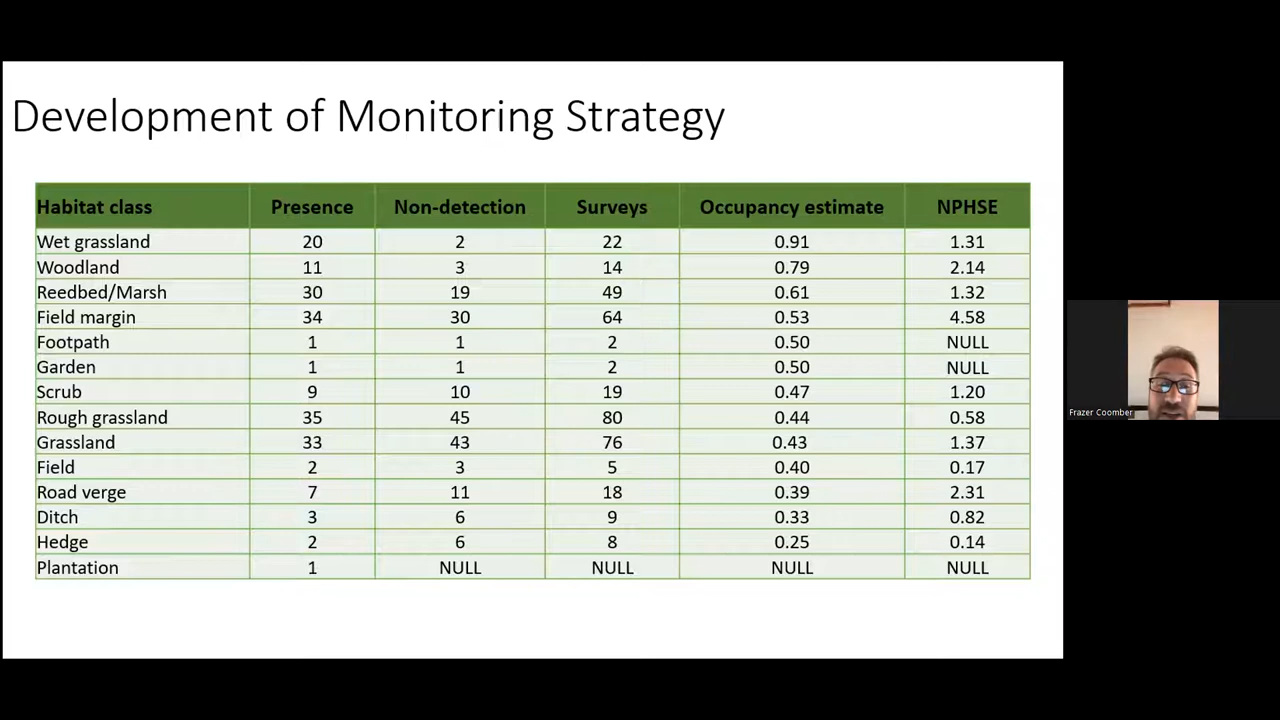 Development of Monitoring Strategy
Habitat class Presence Non-detection Surveys Occupancy estimate NPHSE
Wet grassland 20 2 22 0.91 1.31
Woodland 11 3 14 0.79 2.14
Reedbed/Marsh 30 19 49 0.61 1.32
Field margin 34 30 64 0.53 4.58
Footpath 1 1 2 0.50 NULL
Garden 1 1 2 0.50 NULL
Scrub 9 10 19 0.47 1.20
Rough grassland 35 45 80 0.44 0.58
Grassland 33 43 76 0.43 1.37
Field 2 3 5 0.40 0.17
Road verge 7 11 18 0.39 2.31
Ditch 3 6 9 0.33 0.82
Hedge 2 6 8 0.25 0.14
Plantation 1 NULL NULL NULL NULL
Frazer Coomber